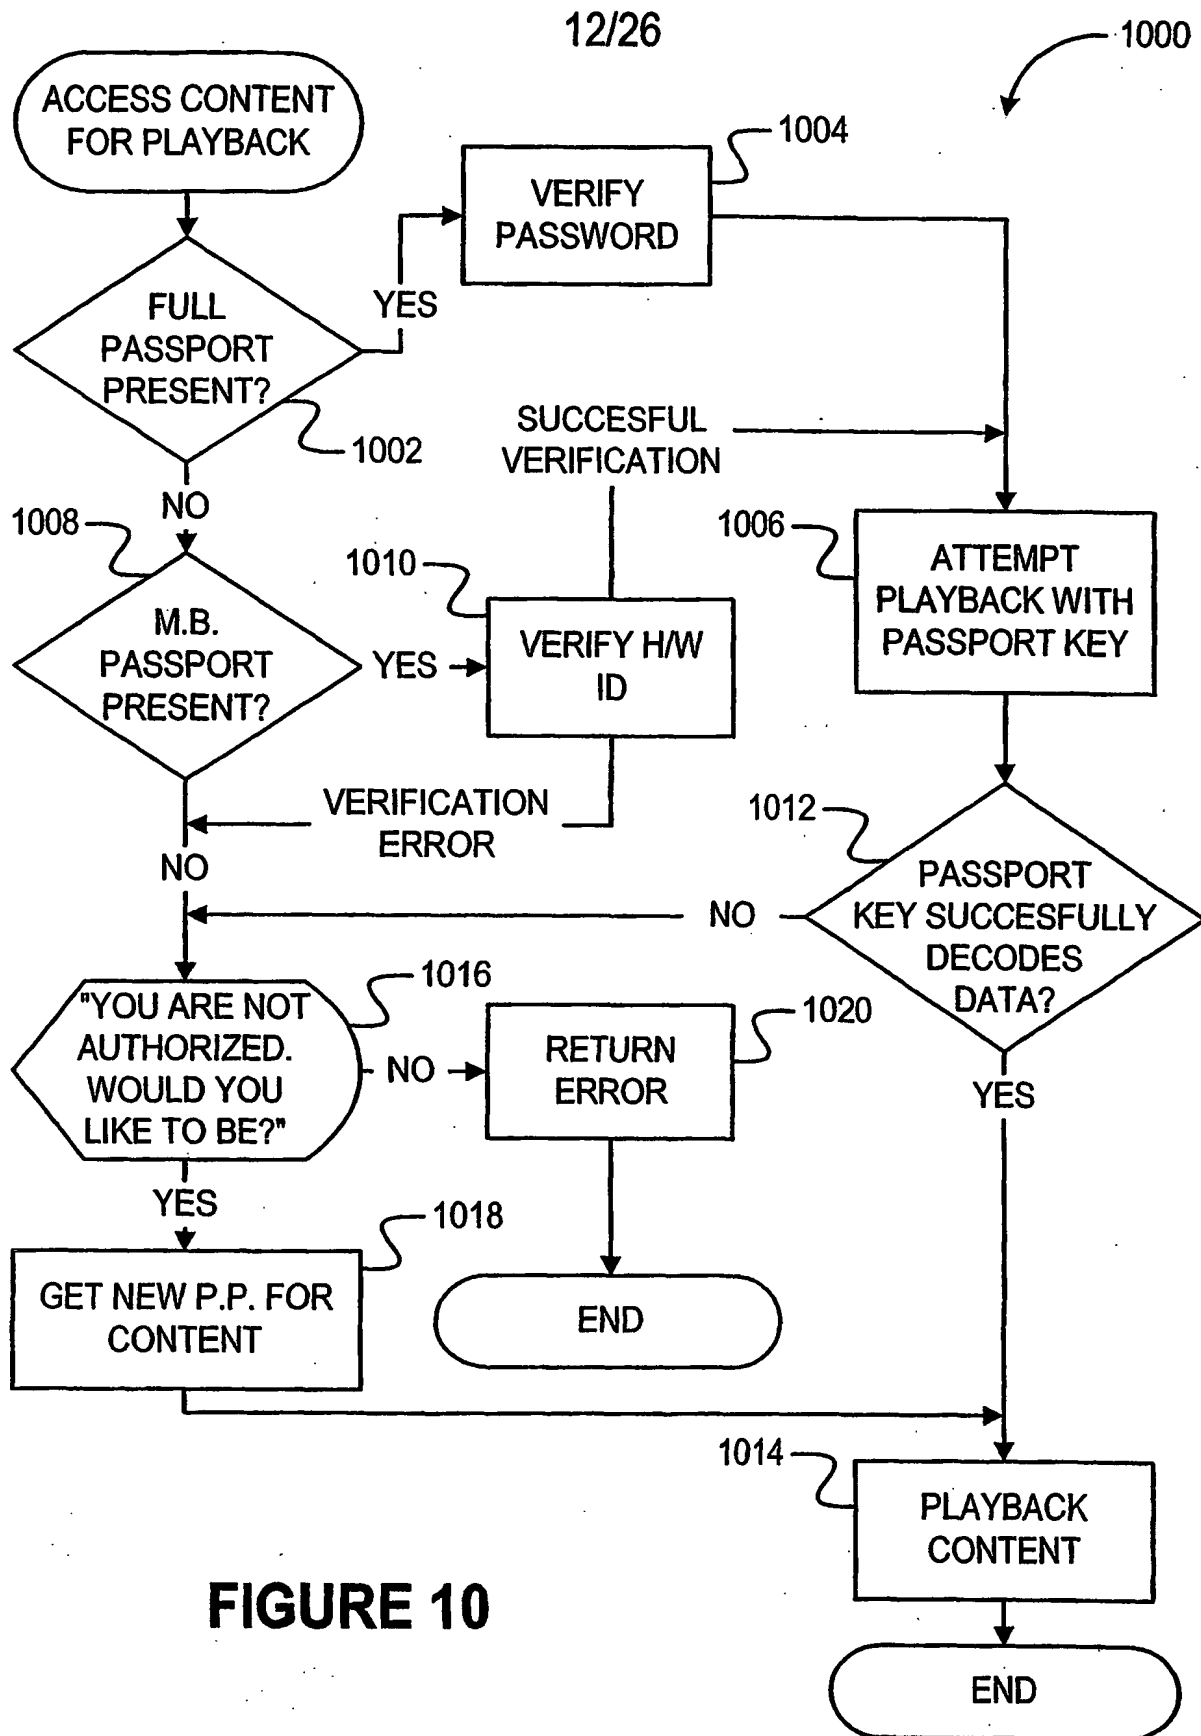 12/26
1000
ACCESS CONTENT
FOR PLAYBACK
1004
VERIFY
PASSWORD
YES
FULL
PASSPORT
PRESENT?
1002
SUCCESFUL
VERIFICATION
NO
1008
1010
1006
ATTEMPT
PLAYBACK WITH
PASSPORT KEY
M.B.
PASSPORT
PRESENT?
YES
VERIFY H/W
ID
VERIFICATION
ERROR
1012
NO
PASSPORT
KEY SUCCESFULLY
DECODES
DATA?
NO
1016
"YOU ARE NOT
AUTHORIZED.
WOULD YOU
LIKE TO BE?"
NO
1020
RETURN
ERROR
YES
YES
1018
GET NEW P.P. FOR
CONTENT
END
1014
PLAYBACK
CONTENT
FIGURE 10
END